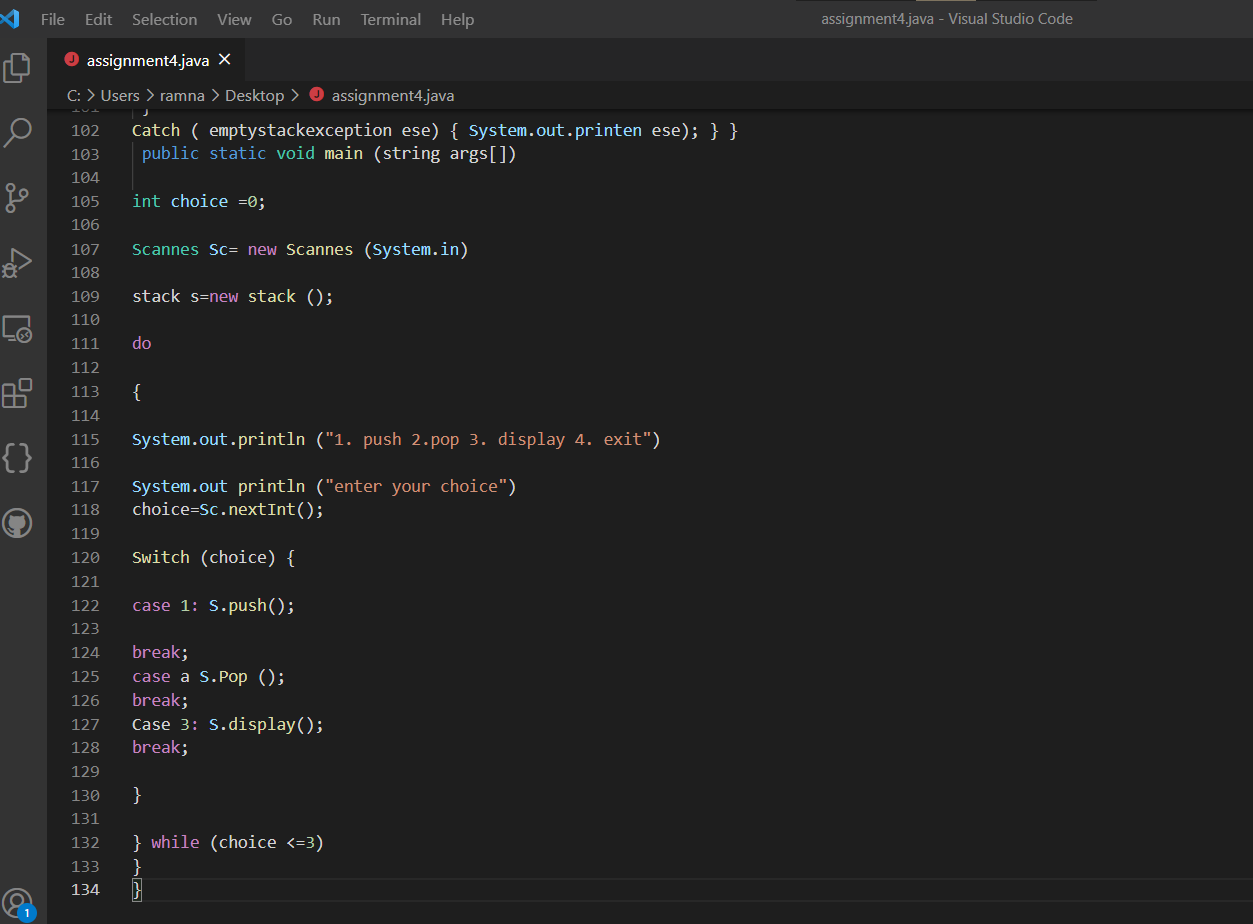 File Edit Selection View Go Run Terminal Help assignment4.java - Visual Studio Code
assignment4.java
C: > Users > ramna > Desktop > assignment4.java
101 }
102 Catch ( emptystackexception ese) { System.out.printen ese); } }
103 public static void main (string args[])
104
105 int choice =0;
106
107 Scannes Sc= new Scannes (System.in)
108
109 stack s=new stack ();
110
111 do
112
113 {
114
115 System.out.println ("1. push 2.pop 3. display 4. exit")
116
117 System.out println ("enter your choice")
118 choice=Sc.nextInt();
119
120 Switch (choice) {
121
122 case 1: S.push();
123
124 break;
125 case a S.Pop ();
126 break;
127 Case 3: S.display();
128 break;
129
130 }
131
132 } while (choice <=3)
133 }
134 }
1